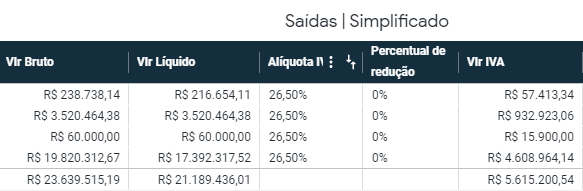 Saídas | Simplificado
Vlr Bruto Vlr Líquido Alíquota IV Percentual de redução Vlr IVA
R$ 238.738,14 R$ 216.654,11 26,50% 0% R$ 57.413,34
R$ 3.520.464,38 R$ 3.520.464,38 26,50% 0% R$ 932.923,06
R$ 60.000,00 R$ 60.000,00 26,50% 0% R$ 15.900,00
R$ 19.820.312,67 R$ 17.392.317,52 26,50% 0% R$ 4.608.964,14
R$ 23.639.515,19 R$ 21.189.436,01 R$ 5.615.200,54